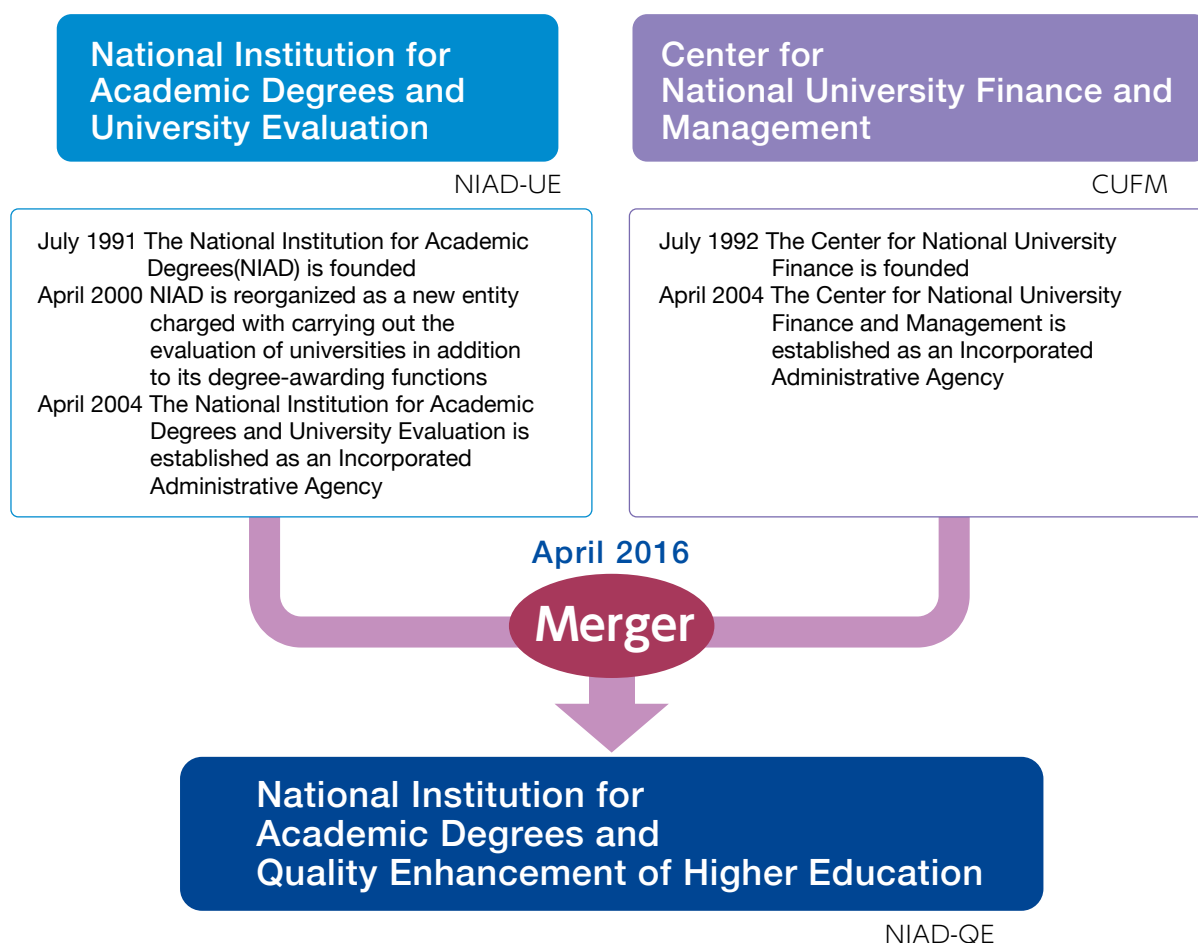 National Institution for
Academic Degrees and
University Evaluation
NIAD-UE
July 1991 The National Institution for Academic
Degrees(NIAD) is founded
April 2000 NIAD is reorganized as a new entity
charged with carrying out the
evaluation of universities in addition
to its degree-awarding functions
April 2004 The National Institution for Academic
Degrees and University Evaluation is
established as an Incorporated
Administrative Agency
Center for
National University Finance and
Management
CUFM
July 1992 The Center for National University
Finance is founded
April 2004 The Center for National University
Finance and Management is
established as an Incorporated
Administrative Agency
April 2016
Merger
National Institution for
Academic Degrees and
Quality Enhancement of Higher Education
NIAD-QE